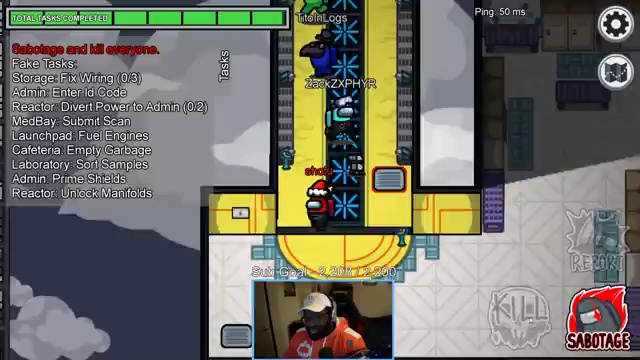 TOTAL TASKS COMPLETED
TitoInLogs
Ping: 50 ms
Sabotage and kill everyone.
Fake Tasks:
Storage: Fix Wiring (0/3)
Admin: Enter Id Code
Reactor: Divert Power to Admin (0/2)
MedBay: Submit Scan
Launchpad: Fuel Engines
Cafeteria: Empty Garbage
Laboratory: Sort Samples
Admin: Prime Shields
Reactor: Unlock Manifolds
Tasks
ZackZXPHYR
REPORT
KILL
SABOTAGE